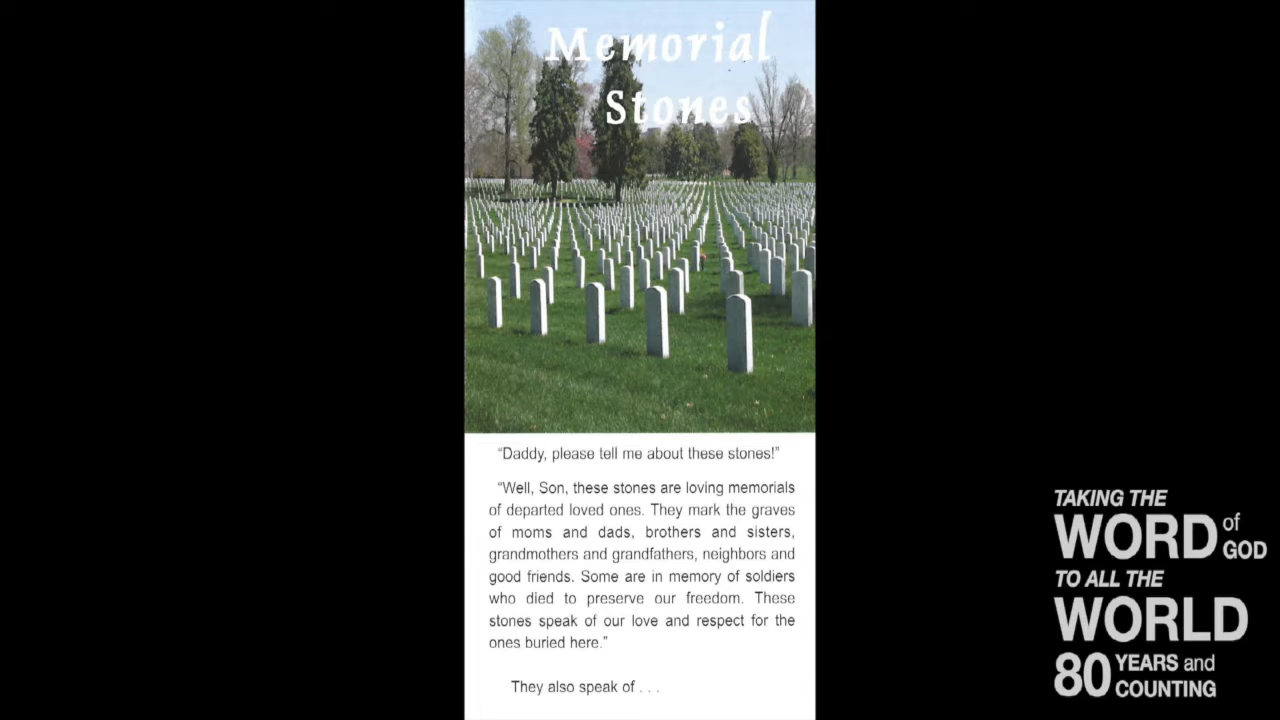 Memorial
Stones
“Daddy, please tell me about these stones!”
“Well, Son, these stones are loving memorials
of departed loved ones. They mark the graves
of moms and dads, brothers and sisters,
grandmothers and grandfathers, neighbors and
good friends. Some are in memory of soldiers
who died to preserve our freedom. These
stones speak of our love and respect for the
ones buried here.”
They also speak of . . .
TAKING THE
WORD of GOD
TO ALL THE
WORLD
80 YEARS and
COUNTING